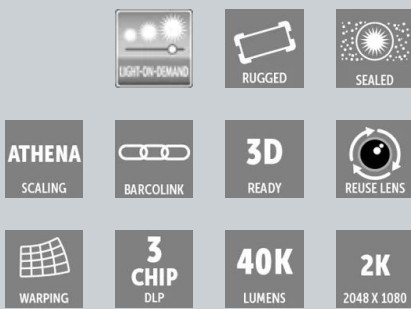 LIGHT-ON-DEMAND
RUGGED
SEALED
ATHENA
SCALING
BARCOLINK
3D
READY
REUSE LENS
WARPING
3
CHIP
DLP
40K
LUMENS
2K
2048 X 1080